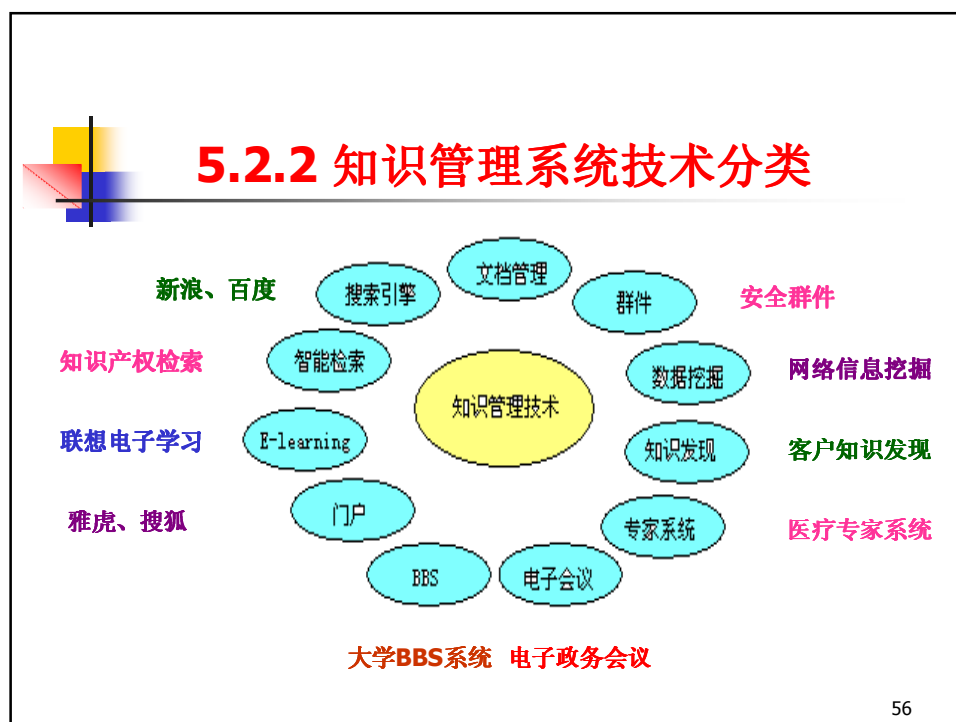 5.2.2 知识管理系统技术分类
文档管理
新浪、百度
搜索引擎
群件
安全群件
知识产权检索
智能检索
数据挖掘
网络信息挖掘
知识管理技术
联想电子学习
E-learning
知识发现
客户知识发现
雅虎、搜狐
门户
专家系统
医疗专家系统
BBS
电子会议
大学BBS系统 电子政务会议
56